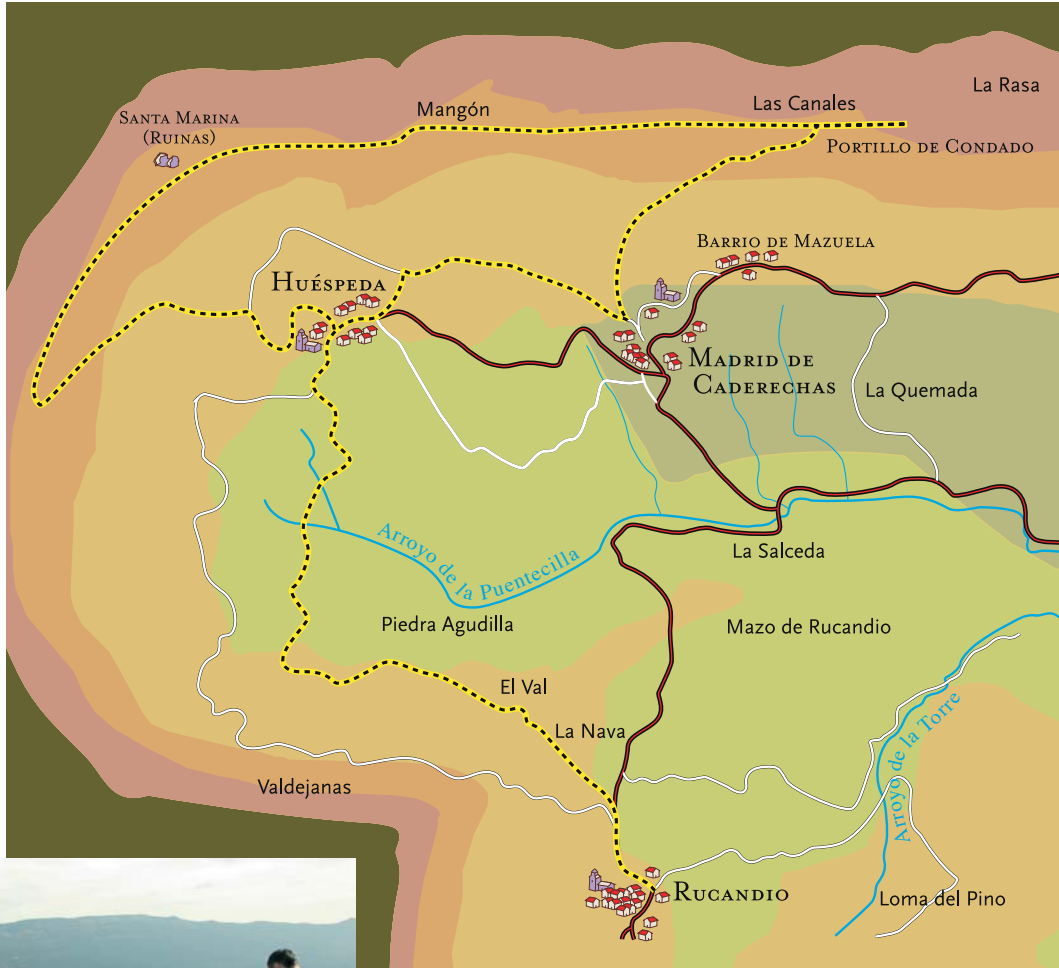 La Rasa
Mangón
Las Canales
Santa Marina
(Ruinas)
Portillo de Condado
Barrio de Mazuela
Huéspeda
Madrid de
Caderechas
La Quemada
Arroyo de la Puentecilla
La Salceda
Piedra Agudilla
Mazo de Rucandio
El Val
La Nava
Arroyo de la Torre
Valdejanas
Rucandio
Loma del Pino